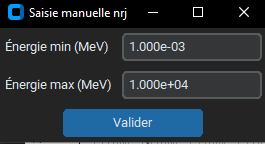 Saisie manuelle nrj
Énergie min (MeV) 1.000e-03
Énergie max (MeV) 1.000e+04
Valider